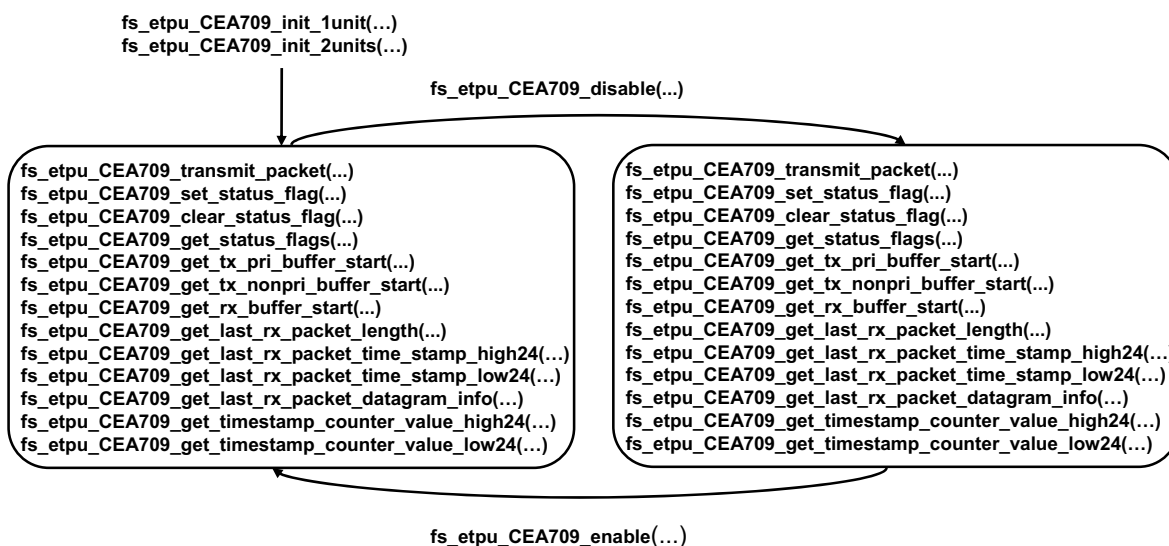 fs_etpu_CEA709_init_1unit(…)
fs_etpu_CEA709_init_2units(…)
fs_etpu_CEA709_disable(...)
fs_etpu_CEA709_transmit_packet(...)
fs_etpu_CEA709_set_status_flag(...)
fs_etpu_CEA709_clear_status_flag(...)
fs_etpu_CEA709_get_status_flags(...)
fs_etpu_CEA709_get_tx_pri_buffer_start(...)
fs_etpu_CEA709_get_tx_nonpri_buffer_start(...)
fs_etpu_CEA709_get_rx_buffer_start(...)
fs_etpu_CEA709_get_last_rx_packet_length(...)
fs_etpu_CEA709_get_last_rx_packet_time_stamp_high24(…)
fs_etpu_CEA709_get_last_rx_packet_time_stamp_low24(…)
fs_etpu_CEA709_get_last_rx_packet_datagram_info(…)
fs_etpu_CEA709_get_timestamp_counter_value_high24(…)
fs_etpu_CEA709_get_timestamp_counter_value_low24(…)
fs_etpu_CEA709_transmit_packet(...)
fs_etpu_CEA709_set_status_flag(...)
fs_etpu_CEA709_clear_status_flag(...)
fs_etpu_CEA709_get_status_flags(...)
fs_etpu_CEA709_get_tx_pri_buffer_start(...)
fs_etpu_CEA709_get_tx_nonpri_buffer_start(...)
fs_etpu_CEA709_get_rx_buffer_start(...)
fs_etpu_CEA709_get_last_rx_packet_length(...)
fs_etpu_CEA709_get_last_rx_packet_time_stamp_high24(…)
fs_etpu_CEA709_get_last_rx_packet_time_stamp_low24(…)
fs_etpu_CEA709_get_last_rx_packet_datagram_info(…)
fs_etpu_CEA709_get_timestamp_counter_value_high24(…)
fs_etpu_CEA709_get_timestamp_counter_value_low24(…)
fs_etpu_CEA709_enable(…)